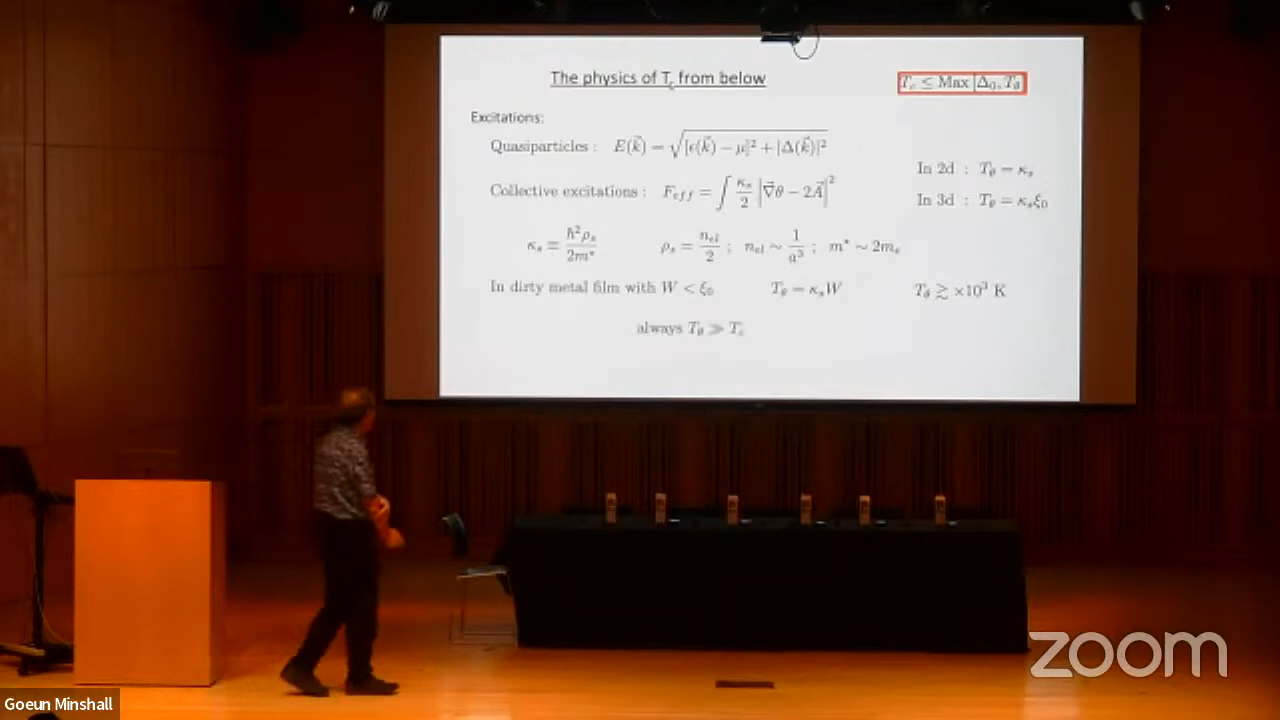 The physics of T_c from below
T_c ≤ Max |Δ_0, T_θ|
Excitations:
Quasiparticles : E(k⃗) = √([ϵ(k⃗) − μ]² + |Δ(k⃗)|²)
In 2d : T_θ = κ_s
Collective excitations : F_eff = ∫ κ_s/2 |∇⃗θ − 2A⃗|²
In 3d : T_θ = κ_s ξ_0
κ_s = ħ²ρ_s/2m* ρ_s = n_el/2 ; n_el ∼ 1/a³ ; m* ∼ 2m_e
In dirty metal film with W < ξ_0 T_θ = κ_s W T_θ ≳ ×10³ K
always T_θ ≫ T_c
zoom
Goeun Minshall